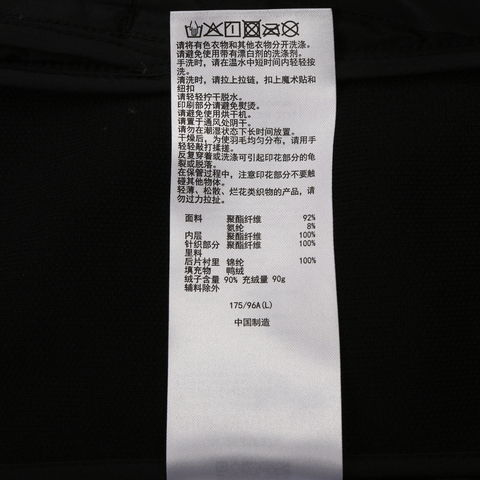 请将有色衣物和其他衣物分开洗涤。
请避免使用带有漂白剂的洗涤剂。
手洗时，请在温水中短时间内轻轻按
洗。
清洗时，请拉上拉链，扣上魔术贴和
纽扣
请轻轻拧干脱水。
印刷部分请避免熨烫。
请避免使用烘干机。
请置于通风处阴干。
请勿在潮湿状态下长时间放置。
干燥后，为使羽毛均匀分布，请用手
轻轻敲打揉搓。
反复穿着或洗涤可引起印花部分的龟
裂或脱落。
在保管过程中，注意印花部分不要触
碰其他物体。
轻薄、松散、烂花类织物的产品，请
勿过力拉扯。
面料 聚酯纤维 92%
氨纶 8%
内层 聚酯纤维 100%
针织部分 聚酯纤维 100%
里料
后片衬里 锦纶 100%
填充物 鸭绒
绒子含量 90% 充绒量 90g
辅料除外
175/96A(L)
中国制造